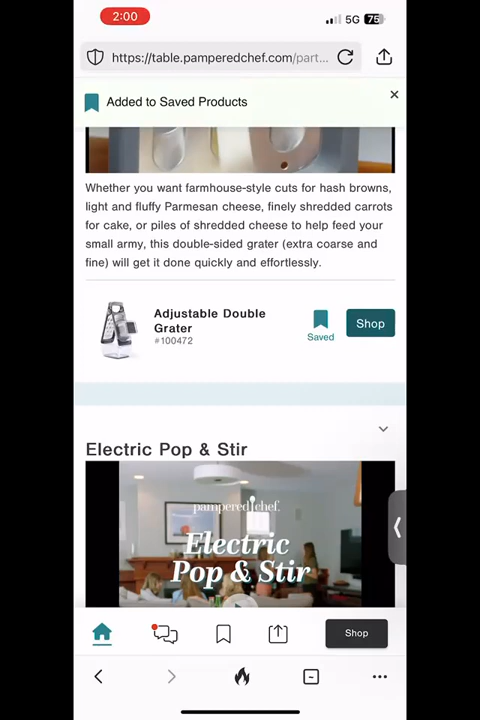 2:00
5G 75
https://table.pamperedchef.com/part...
Added to Saved Products
Whether you want farmhouse-style cuts for hash browns,
light and fluffy Parmesan cheese, finely shredded carrots
for cake, or piles of shredded cheese to help feed your
small army, this double-sided grater (extra coarse and
fine) will get it done quickly and effortlessly.
Adjustable Double
Grater
#100472
Saved
Shop
Electric Pop & Stir
pampered chef.
Electric
Pop & Stir
Shop